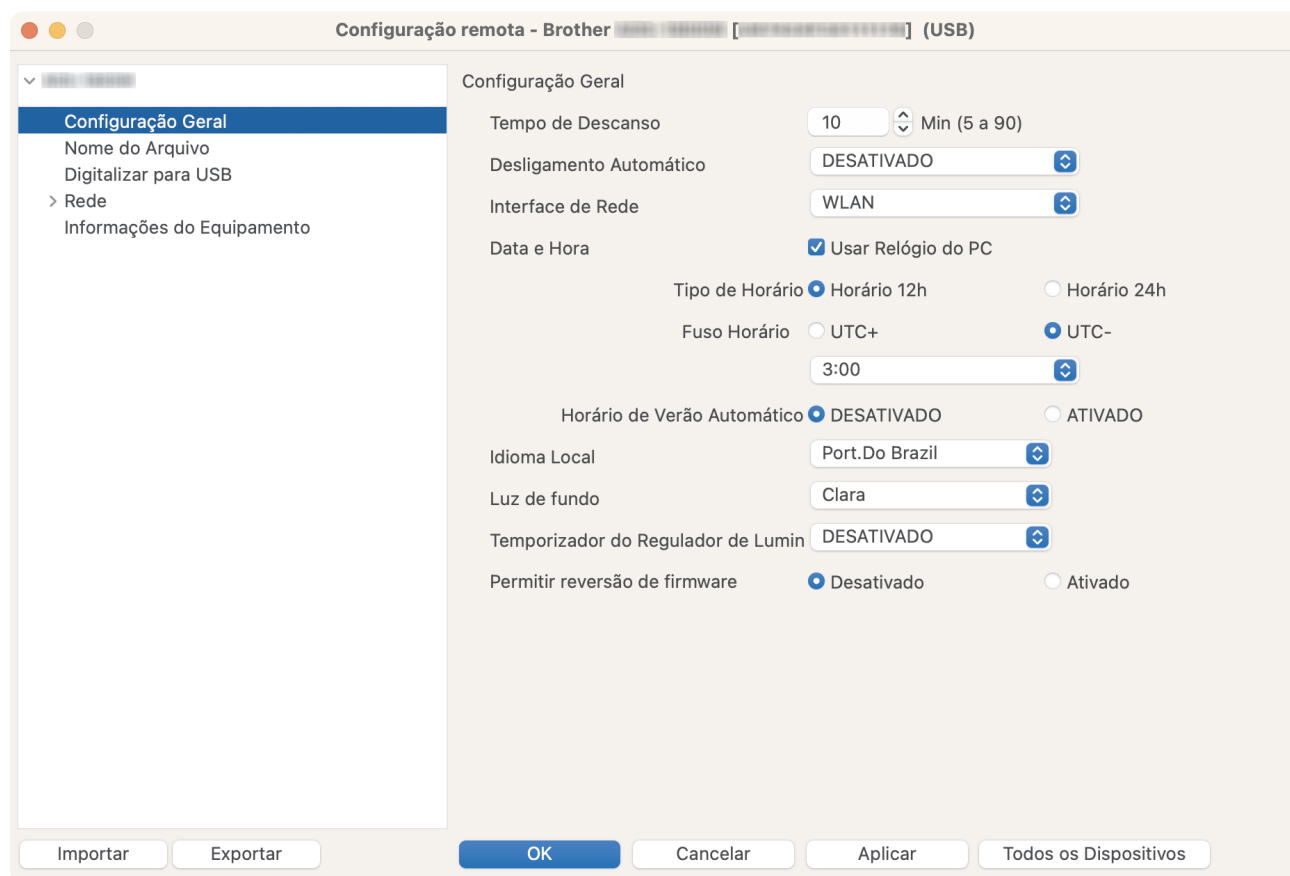 Configuração remota - Brother [ ] (USB)
Configuração Geral
Nome do Arquivo
Digitalizar para USB
Rede
Informações do Equipamento
Configuração Geral
Tempo de Descanso 10 Min (5 a 90)
Desligamento Automático DESATIVADO
Interface de Rede WLAN
Data e Hora Usar Relógio do PC
Tipo de Horário Horário 12h Horário 24h
Fuso Horário UTC+ UTC-
3:00
Horário de Verão Automático DESATIVADO ATIVADO
Idioma Local Port.Do Brazil
Luz de fundo Clara
Temporizador do Regulador de Lumin DESATIVADO
Permitir reversão de firmware Desativado Ativado
Importar Exportar OK Cancelar Aplicar Todos os Dispositivos